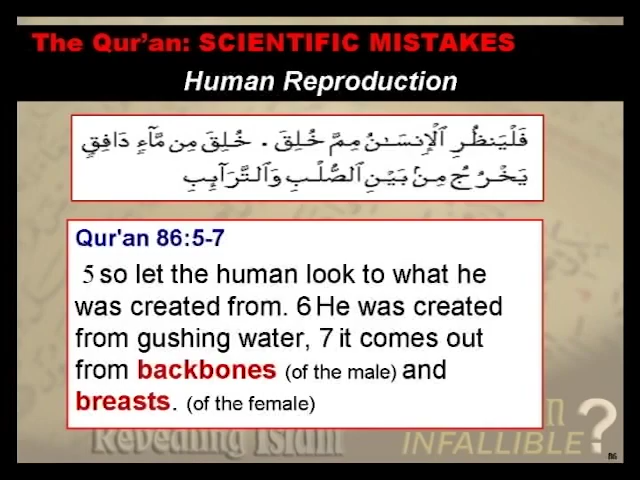 The Qur'an: SCIENTIFIC MISTAKES
Human Reproduction
فَلْيَنظُرِ ٱلْإِنسَـٰنُ مِمَّ خُلِقَ . خُلِقَ مِن مَّآءٍ دَافِقٍ
يَخْرُجُ مِنۢ بَيْنِ ٱلصُّلْبِ وَٱلتَّرَآئِبِ
Qur'an 86:5-7
5 so let the human look to what he
was created from. 6 He was created
from gushing water, 7 it comes out
from backbones (of the male) and
breasts. (of the female)
Revealing Islam
INFALLIBLE?